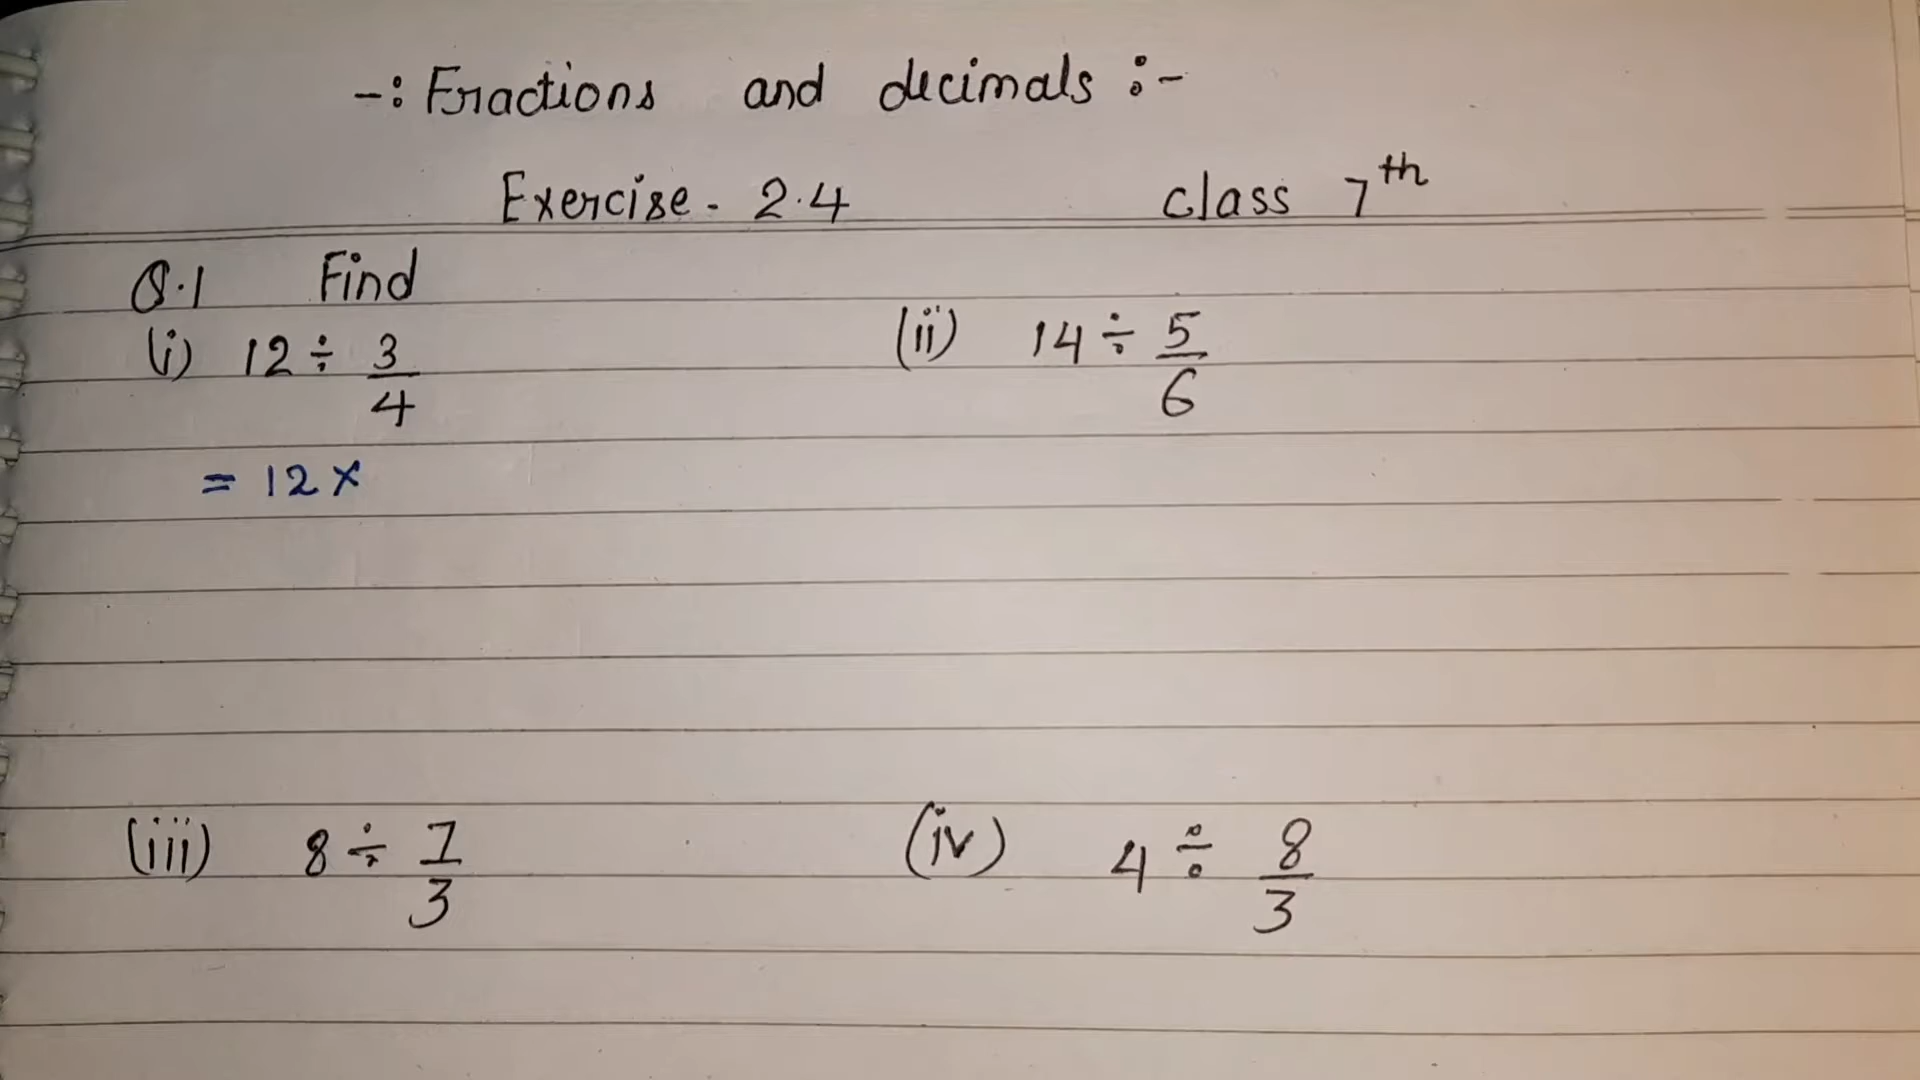 -: Fractions and decimals :-
Exercise - 2.4 class 7th
Q.1 Find
(i) 12 ÷ 3/4 (ii) 14 ÷ 5/6
= 12 ×
(iii) 8 ÷ 7/3 (iv) 4 ÷ 8/3